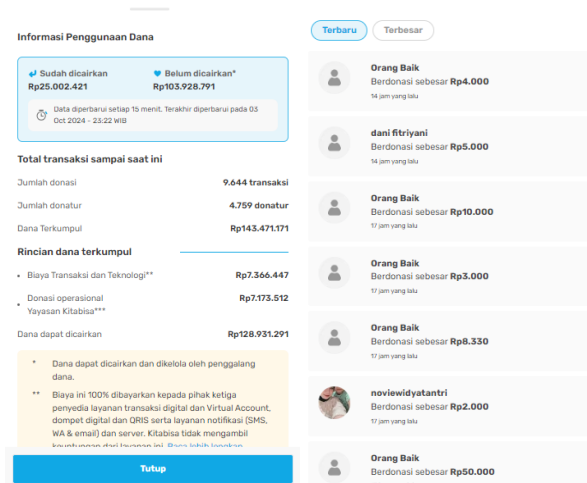 Informasi Penggunaan Dana
Sudah dicairkan
Rp25.002.421
Belum dicairkan*
Rp103.928.791
Data diperbarui setiap 15 menit. Terakhir diperbarui pada 03
Oct 2024 - 23:22 WIB
Total transaksi sampai saat ini
Jumlah donasi 9.644 transaksi
Jumlah donatur 4.759 donatur
Dana Terkumpul Rp143.471.171
Rincian dana terkumpul
• Biaya Transaksi dan Teknologi** Rp7.366.447
• Donasi operasional Rp7.173.512
Yayasan Kitabisa***
Dana dapat dicairkan Rp128.931.291
* Dana dapat dicairkan dan dikelola oleh penggalang
dana.
** Biaya ini 100% dibayarkan kepada pihak ketiga
penyedia layanan transaksi digital dan Virtual Account,
dompet digital dan QRIS serta layanan notifikasi (SMS,
WA & email) dan server. Kitabisa tidak mengambil
keuntungan dari layanan ini. Baca lebih lengkap
Tutup
Terbaru
Terbesar
Orang Baik
Berdonasi sebesar Rp4.000
14 jam yang lalu
dani fitriyani
Berdonasi sebesar Rp5.000
14 jam yang lalu
Orang Baik
Berdonasi sebesar Rp10.000
17 jam yang lalu
Orang Baik
Berdonasi sebesar Rp3.000
17 jam yang lalu
Orang Baik
Berdonasi sebesar Rp8.330
17 jam yang lalu
noviewidyatantri
Berdonasi sebesar Rp2.000
17 jam yang lalu
Orang Baik
Berdonasi sebesar Rp50.000